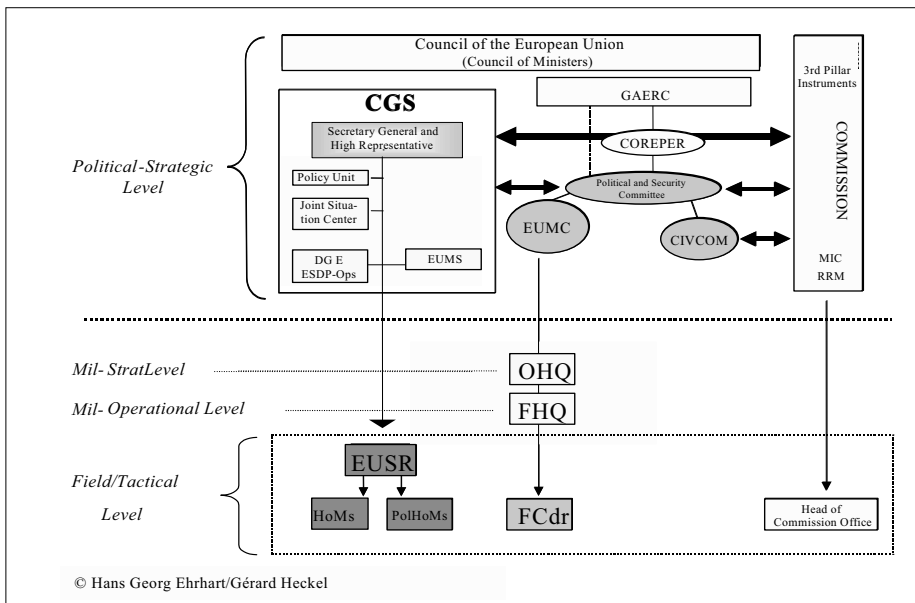 Council of the European Union
(Council of Ministers)
3rd Pillar
Instruments
COMMISSION
MIC
RRM
Political-Strategic
Level
CGS
Secretary General and
High Representative
Policy Unit
Joint Situa-
tion Center
DG E
ESDP-Ops
EUMS
GAERC
COREPER
Political and Security
Committee
EUMC
CIVCOM
Mil- StratLevel
OHQ
Mil- Operational Level
FHQ
Field/Tactical
Level
EUSR
HoMs
PolHoMs
FCdr
Head of
Commission Office
© Hans Georg Ehrhart/Gérard Heckel